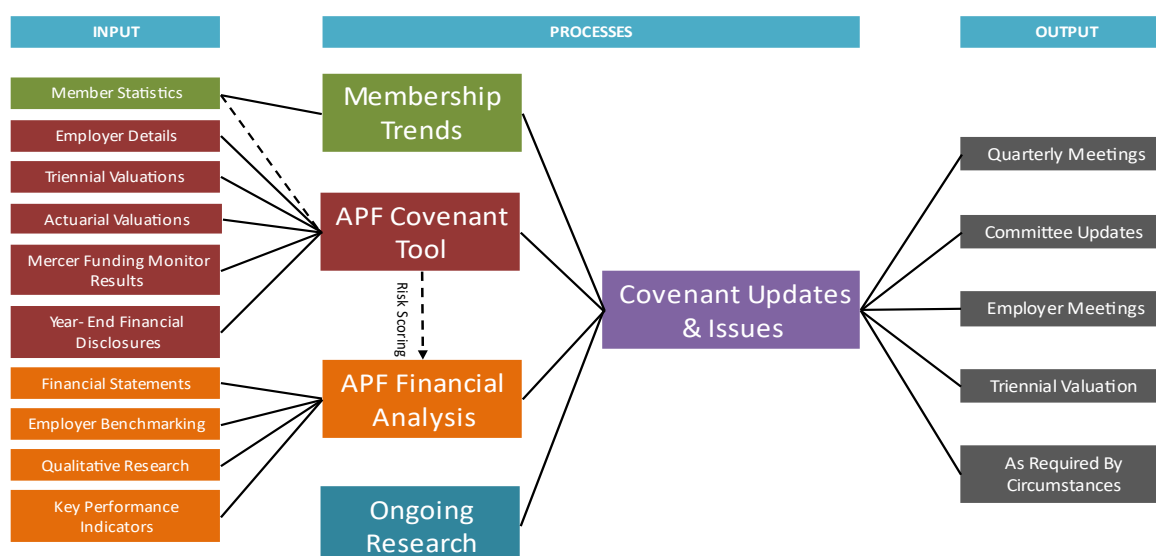 INPUT
PROCESSES
OUTPUT
Member Statistics
Employer Details
Triennial Valuations
Actuarial Valuations
Mercer Funding Monitor
Results
Year- End Financial
Disclosures
Financial Statements
Employer Benchmarking
Qualitative Research
Key Performance
Indicators
Membership
Trends
APF Covenant
Tool
Risk Scoring
APF Financial
Analysis
Ongoing
Research
Covenant Updates
& Issues
Quarterly Meetings
Committee Updates
Employer Meetings
Triennial Valuation
As Required By
Circumstances